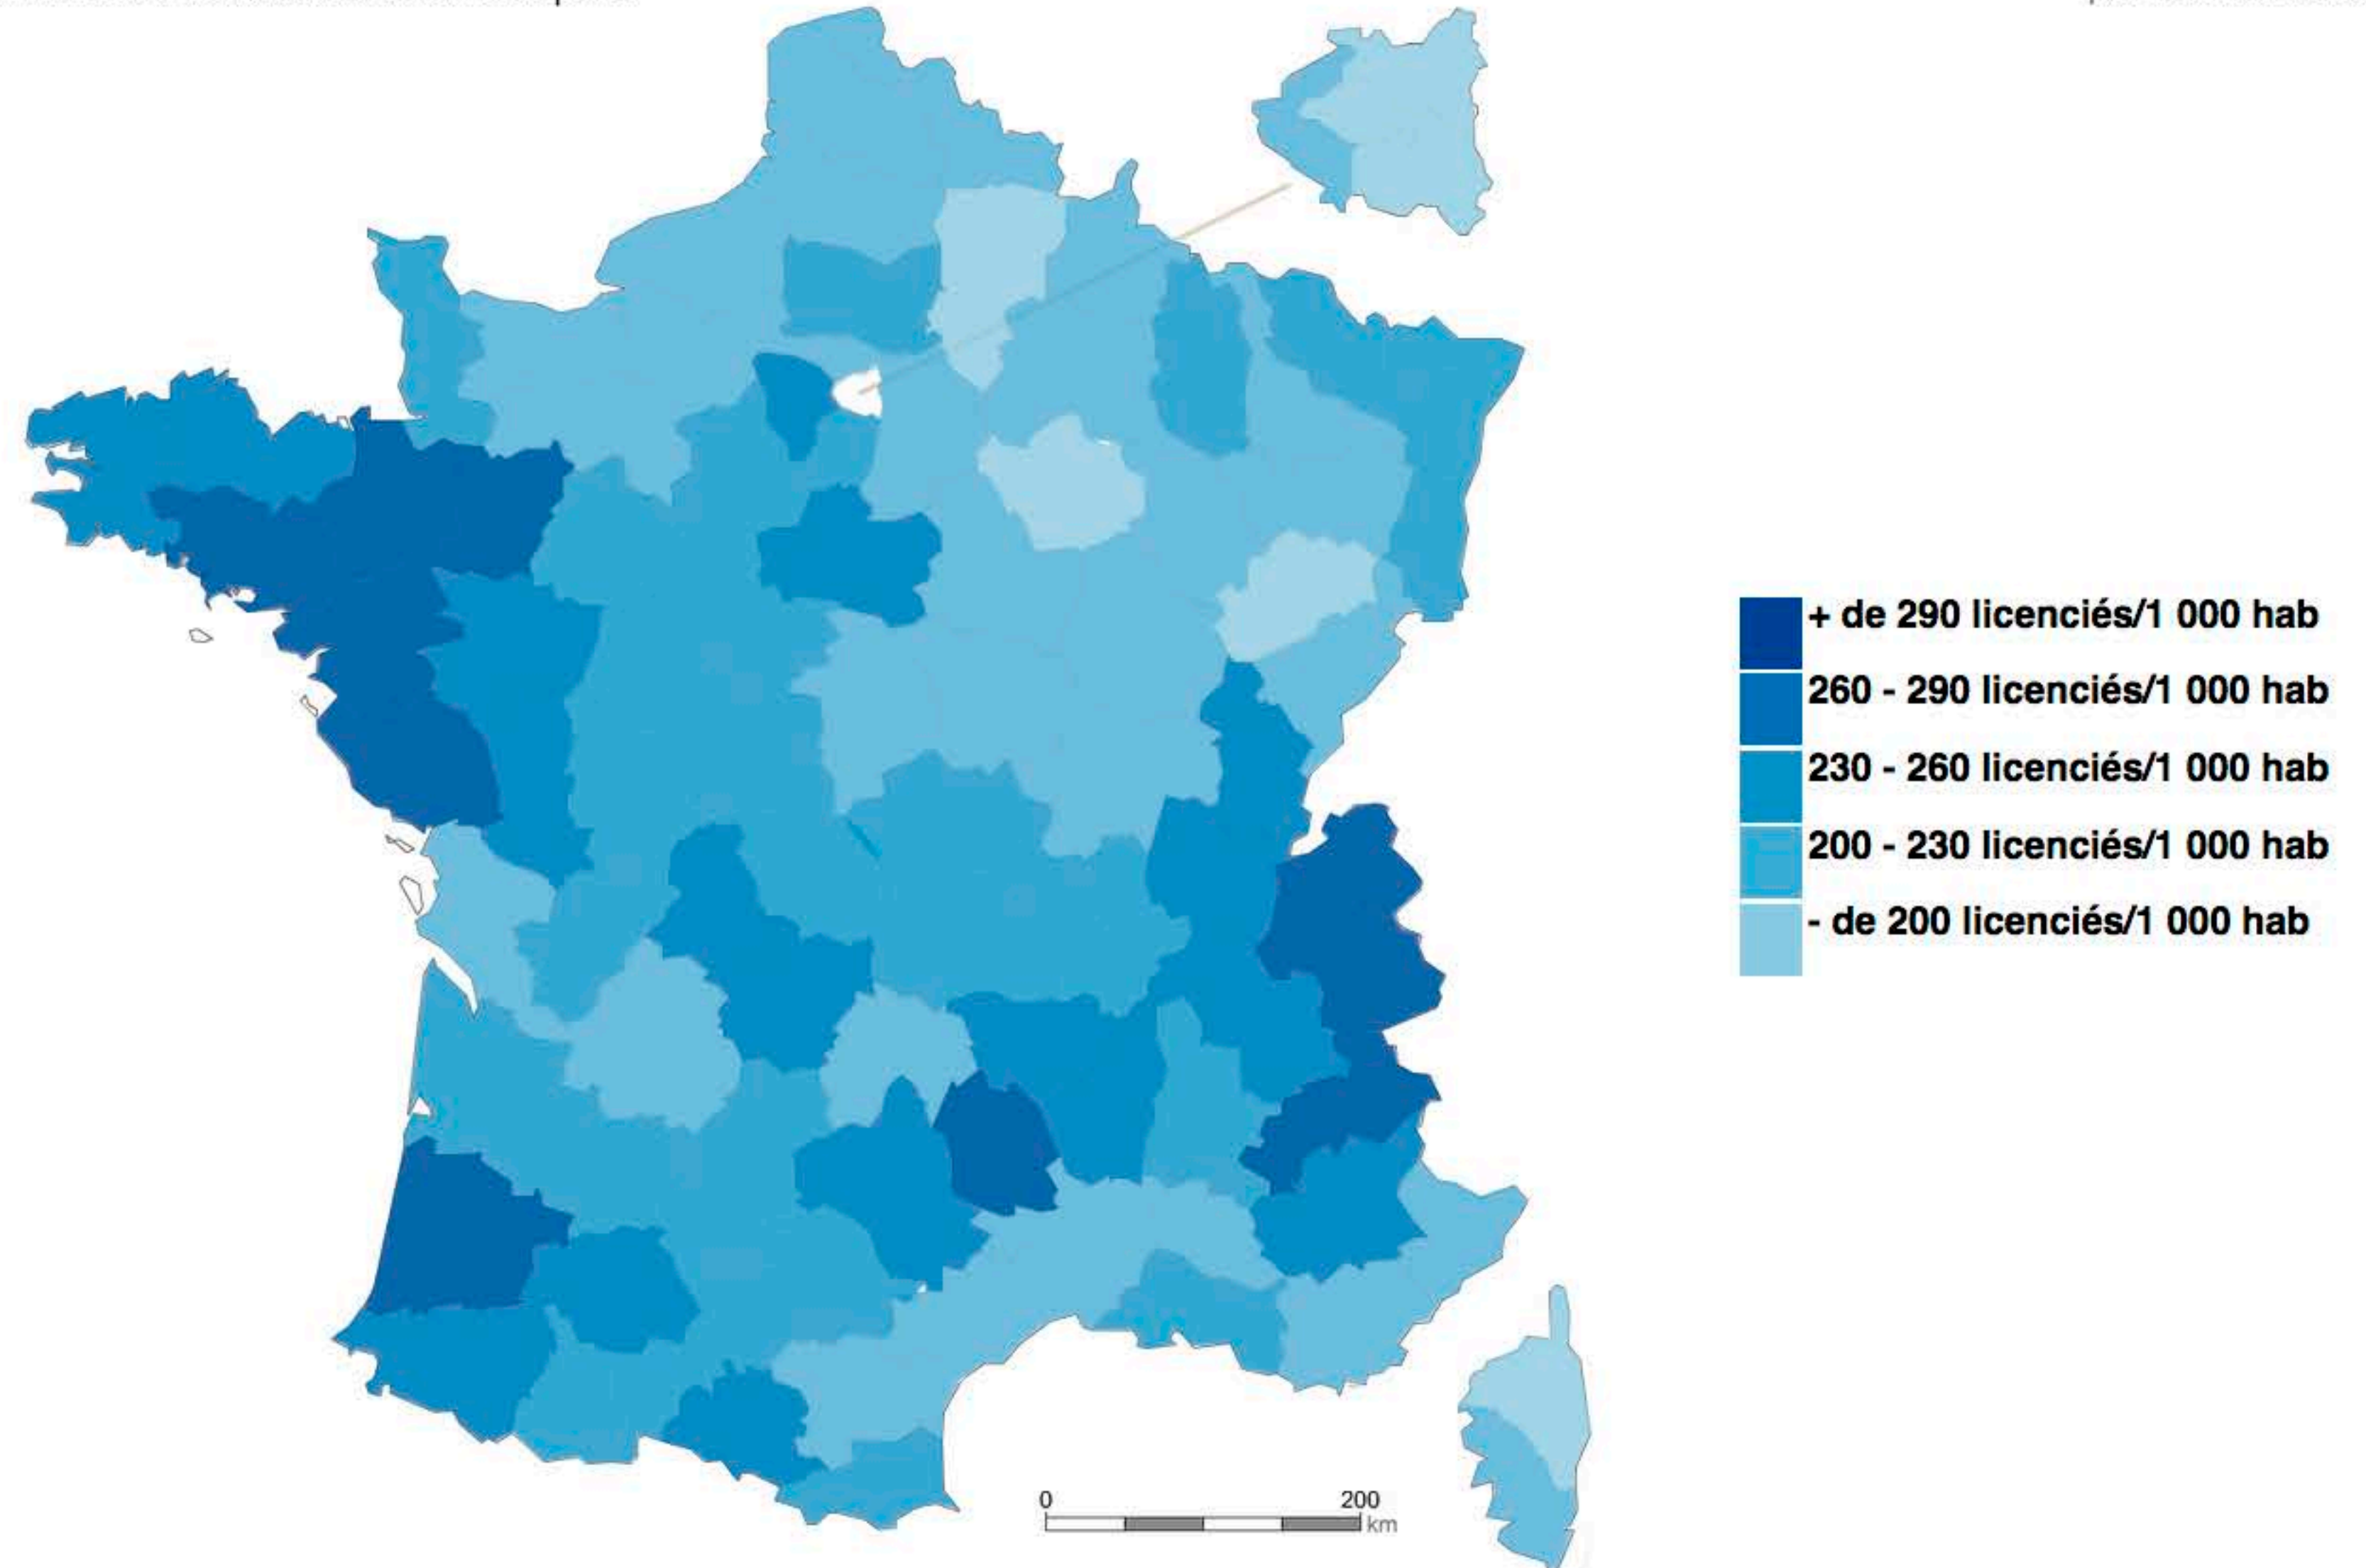 + de 290 licenciés/1 000 hab
260 - 290 licenciés/1 000 hab
230 - 260 licenciés/1 000 hab
200 - 230 licenciés/1 000 hab
- de 200 licenciés/1 000 hab
0 200
km